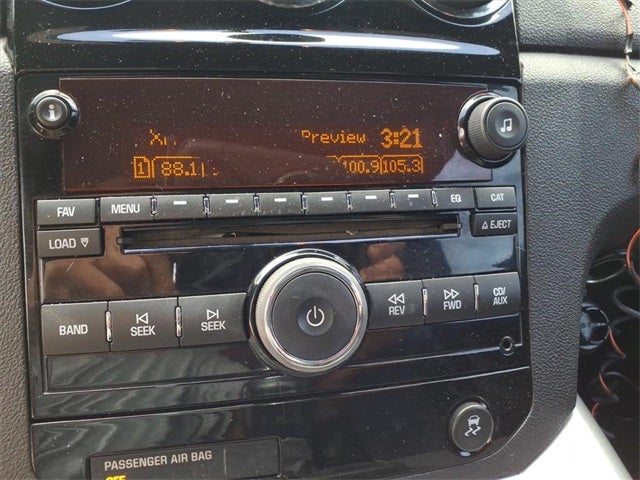 Preview 3:21
1 88.1 100.9 105.3
FAV MENU EQ CAT
LOAD EJECT
BAND SEEK SEEK REV FWD CD/AUX
PASSENGER AIR BAG
OFF